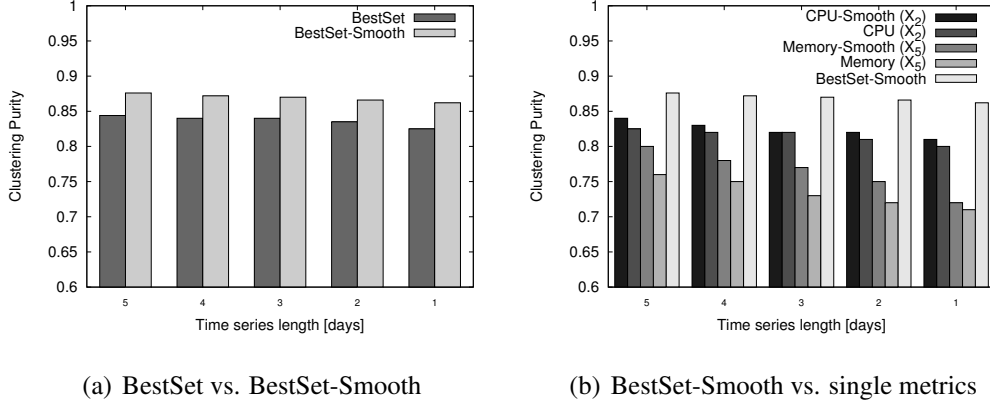 1
0.95
0.9
0.85
0.8
0.75
0.7
0.65
0.6
Clustering Purity
BestSet
BestSet-Smooth
5 4 3 2 1
Time series length [days]
(a) BestSet vs. BestSet-Smooth
1
0.95
0.9
0.85
0.8
0.75
0.7
0.65
0.6
Clustering Purity
CPU-Smooth (X2)
CPU (X2)
Memory-Smooth (X5)
Memory (X5)
BestSet-Smooth
5 4 3 2 1
Time series length [days]
(b) BestSet-Smooth vs. single metrics